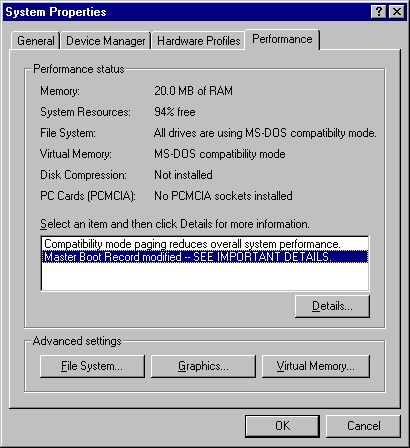 System Properties
General Device Manager Hardware Profiles Performance
Performance status
Memory: 20.0 MB of RAM
System Resources: 94% free
File System: All drives are using MS-DOS compatibilty mode.
Virtual Memory: MS-DOS compatibility mode
Disk Compression: Not installed
PC Cards (PCMCIA): No PCMCIA sockets installed
Select an item and then click Details for more information.
Compatibility mode paging reduces overall system performance.
Master Boot Record modified -- SEE IMPORTANT DETAILS.
Details...
Advanced settings
File System... Graphics... Virtual Memory...
OK Cancel